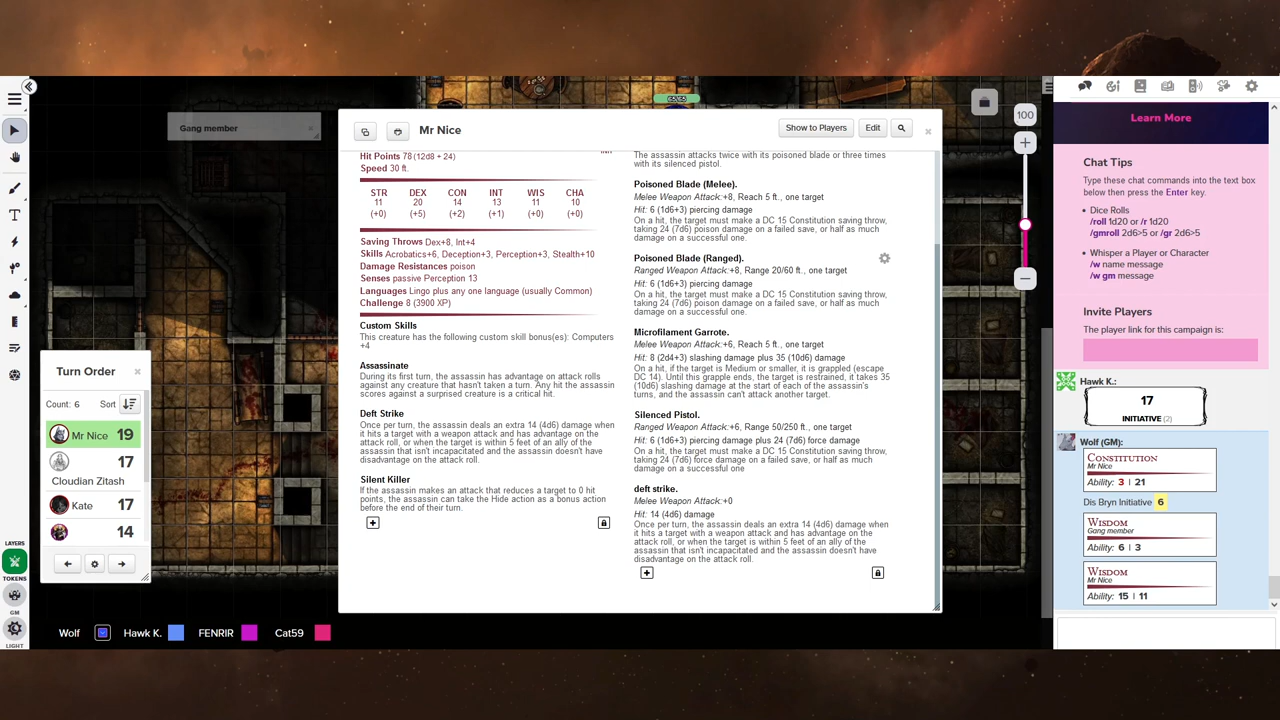 65/65
Gang member
Mr Nice
Show to Players
Edit
100
Hit Points 78 (12d8 + 24)
Speed 30 ft.
STR DEX CON INT WIS CHA
11 20 14 13 11 10
(+0) (+5) (+2) (+1) (+0) (+0)
Saving Throws Dex+8, Int+4
Skills Acrobatics+6, Deception+3, Perception+3, Stealth+10
Damage Resistances poison
Senses passive Perception 13
Languages Lingo plus any one language (usually Common)
Challenge 8 (3900 XP)
Custom Skills
This creature has the following custom skill bonus(es): Computers
+4
Assassinate
During its first turn, the assassin has advantage on attack rolls
against any creature that hasn't taken a turn. Any hit the assassin
scores against a surprised creature is a critical hit.
Deft Strike
Once per turn, the assassin deals an extra 14 (4d6) damage when
it hits a target with a weapon attack and has advantage on the
attack roll, or when the target is within 5 feet of an ally of the
assassin that isn't incapacitated and the assassin doesn't have
disadvantage on the attack roll.
Silent Killer
If the assassin makes an attack that reduces a target to 0 hit
points, the assassin can take the Hide action as a bonus action
before the end of their turn.
The assassin attacks twice with its poisoned blade or three times
with its silenced pistol.
Poisoned Blade (Melee).
Melee Weapon Attack:+8, Reach 5 ft., one target
Hit: 6 (1d6+3) piercing damage
On a hit, the target must make a DC 15 Constitution saving throw,
taking 24 (7d6) poison damage on a failed save, or half as much
damage on a successful one.
Poisoned Blade (Ranged).
Ranged Weapon Attack:+8, Range 20/60 ft., one target
Hit: 6 (1d6+3) piercing damage
On a hit, the target must make a DC 15 Constitution saving throw,
taking 24 (7d6) poison damage on a failed save, or half as much
damage on a successful one.
Microfilament Garrote.
Melee Weapon Attack:+6, Reach 5 ft., one target
Hit: 8 (2d4+3) slashing damage plus 35 (10d6) damage
On a hit, if the target is Medium or smaller, it is grappled (escape
DC 14). Until this grapple ends, the target is restrained, it takes 35
(10d6) slashing damage at the start of each of the assassin's
turns, and the assassin can't attack another target.
Silenced Pistol.
Ranged Weapon Attack:+6, Range 50/250 ft., one target
Hit: 6 (1d6+3) piercing damage plus 24 (7d6) force damage
On a hit, the target must make a DC 15 Constitution saving throw,
taking 24 (7d6) force damage on a failed save, or half as much
damage on a successful one
deft strike.
Melee Weapon Attack:+0
Hit: 14 (4d6) damage
Once per turn, the assassin deals an extra 14 (4d6) damage when
it hits a target with a weapon attack and has advantage on the
attack roll, or when the target is within 5 feet of an ally of the
assassin that isn't incapacitated and the assassin doesn't have
disadvantage on the attack roll.
Turn Order
Count: 6 Sort
Mr Nice 19
17
Cloudian Zitash
Kate 17
14
LAYERS
TOKENS
GM
LIGHT
Wolf Hawk K. FENRIR Cat59
Learn More
Chat Tips
Type these chat commands into the text box
below then press the Enter key.
Dice Rolls
/roll 1d20 or /r 1d20
/gmroll 2d6>5 or /gr 2d6>5
Whisper a Player or Character
/w name message
/w gm message
Invite Players
The player link for this campaign is:
Hawk K.:
17
INITIATIVE (2)
Wolf (GM):
CONSTITUTION
Mr Nice
Ability: 3 | 21
Dis Bryn Initiative 6
WISDOM
Gang member
Ability: 6 | 3
WISDOM
Mr Nice
Ability: 15 | 11